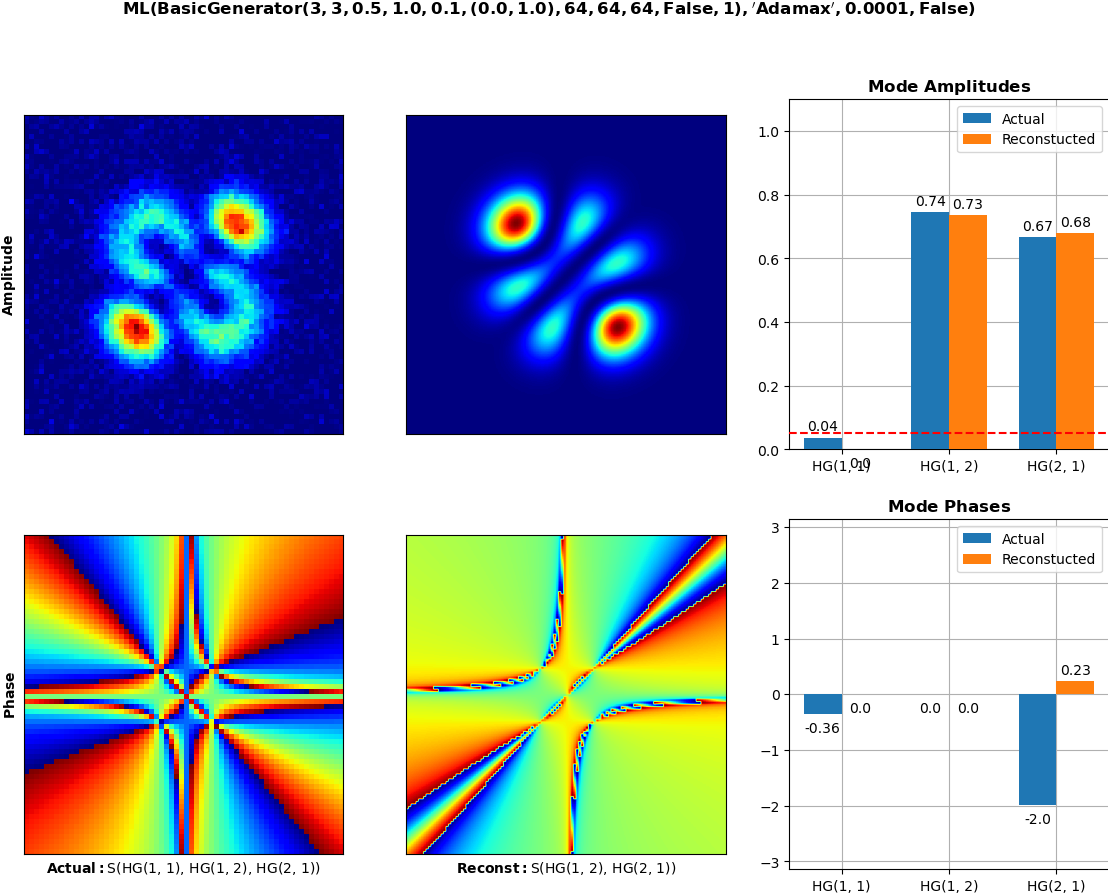 ML(BasicGenerator(3, 3, 0.5, 1.0, 0.1, (0.0, 1.0), 64, 64, 64, False, 1), ′Adamax′, 0.0001, False)
Amplitude
Mode Amplitudes
Actual
Reconstucted
1.0
0.8
0.6
0.4
0.2
0.0
0.04
0.0
0.74
0.73
0.67
0.68
HG(1, 1)
HG(1, 2)
HG(2, 1)
Phase
Actual: S(HG(1, 1), HG(1, 2), HG(2, 1))
Reconst: S(HG(1, 2), HG(2, 1))
Mode Phases
Actual
Reconstucted
3
2
1
0
−1
−2
−3
-0.36
0.0
0.0
0.0
-2.0
0.23
HG(1, 1)
HG(1, 2)
HG(2, 1)